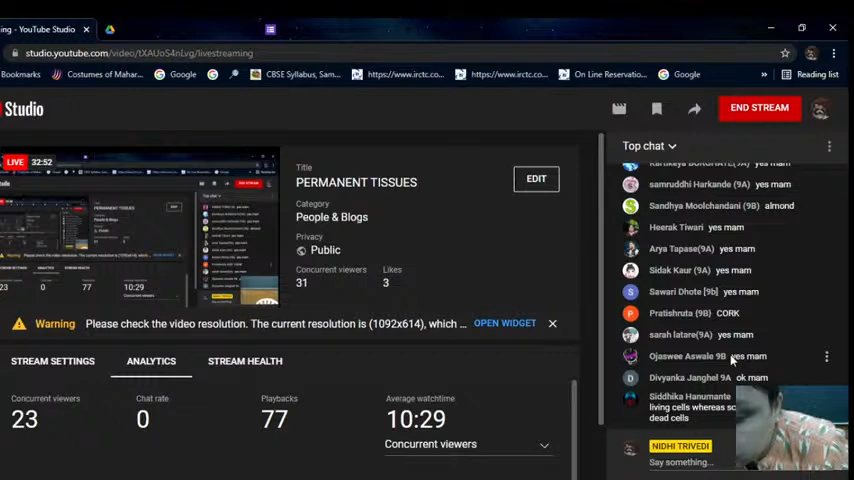 ng - YouTube Studio
studio.youtube.com/video/tXAUoS4nLvg/livestreaming
Bookmarks
Costumes of Mahar...
Google
CBSE Syllabus, Sam...
https://www.irctc.co...
https://www.irctc.co...
On Line Reservatio...
Google
Reading list
Studio
END STREAM
LIVE 32:52
Title
PERMANENT TISSUES
EDIT
Category
People & Blogs
Privacy
Public
Concurrent viewers
31
Likes
3
Warning Please check the video resolution. The current resolution is (1092x614), which ... OPEN WIDGET
STREAM SETTINGS
ANALYTICS
STREAM HEALTH
Concurrent viewers
23
Chat rate
0
Playbacks
77
Average watchtime
10:29
Concurrent viewers
Top chat
Kartikeya BORGHATE(9A) yes mam
samruddhi Harkande (9A) yes mam
Sandhya Moolchandani (9B) almond
Heerak Tiwari yes mam
Arya Tapase(9A) yes mam
Sidak Kaur (9A) yes mam
Sawari Dhote [9b] yes mam
Pratishruta (9B) CORK
sarah latare(9A) yes mam
Ojaswee Aswale 9B yes mam
Divyanka Janghel 9A ok mam
Siddhika Hanumante
living cells whereas sc
dead cells
NIDHI TRIVEDI
Say something...